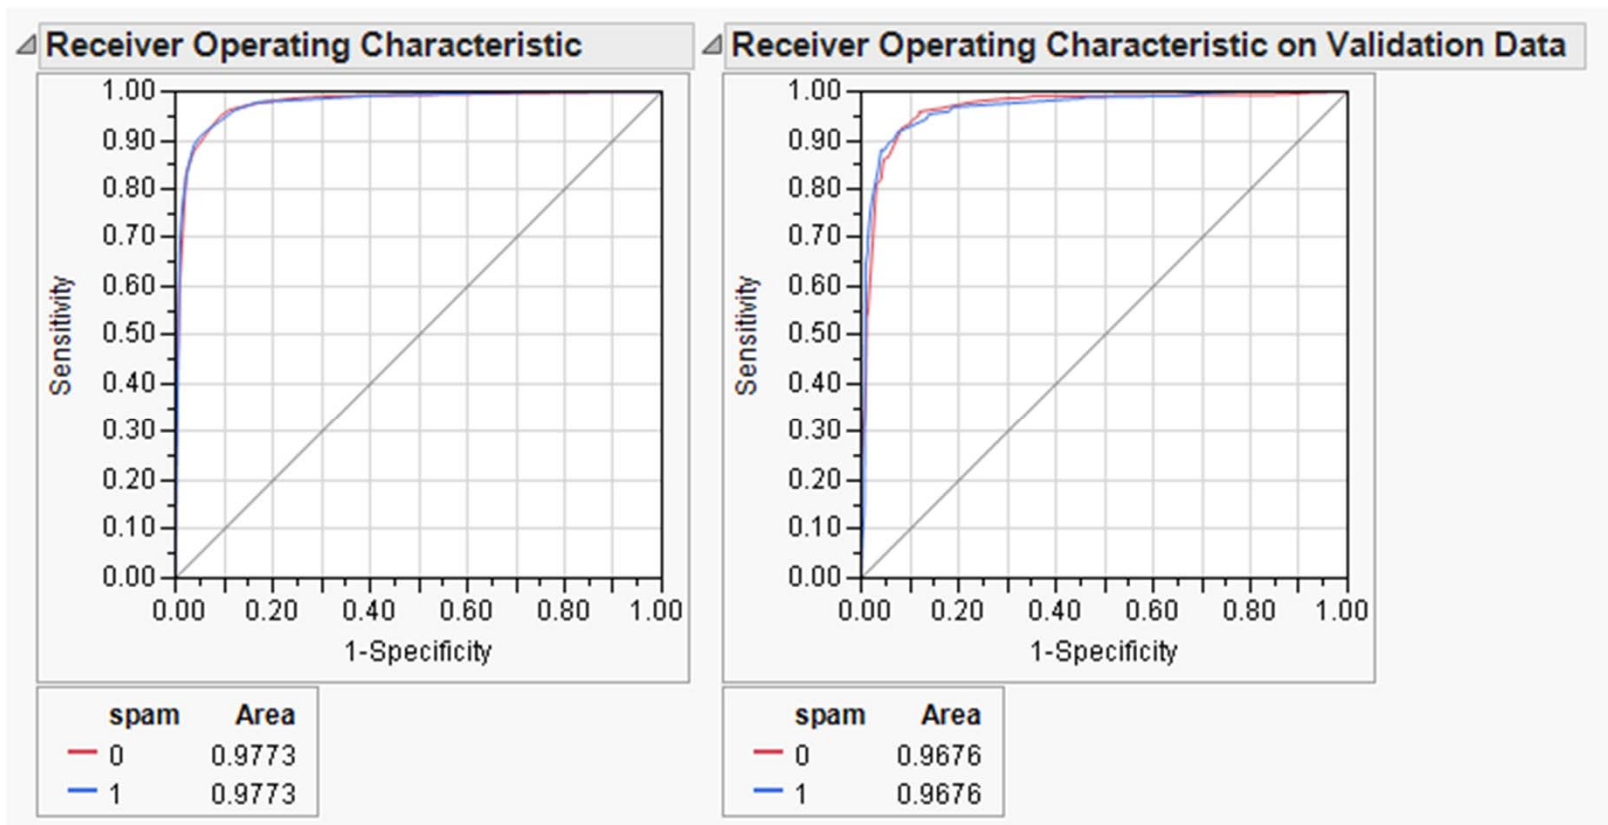 Receiver Operating Characteristic
1.00
0.90
0.80
0.70
0.60
0.50
0.40
0.30
0.20
0.10
0.00
Sensitivity
0.00 0.20 0.40 0.60 0.80 1.00
1-Specificity
spam Area
0 0.9773
1 0.9773
Receiver Operating Characteristic on Validation Data
1.00
0.90
0.80
0.70
0.60
0.50
0.40
0.30
0.20
0.10
0.00
Sensitivity
0.00 0.20 0.40 0.60 0.80 1.00
1-Specificity
spam Area
0 0.9676
1 0.9676